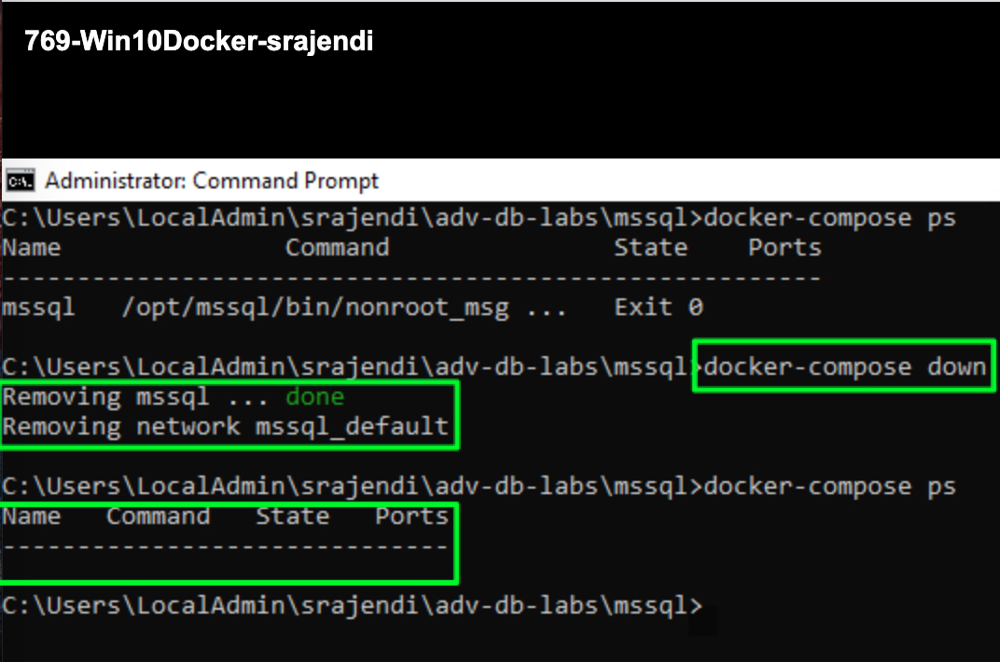 769-Win10Docker-srajendi
Administrator: Command Prompt
C:\Users\LocalAdmin\srajendi\adv-db-labs\mssql>docker-compose ps
Name               Command               State    Ports
-------------------------------------------------------
mssql   /opt/mssql/bin/nonroot_msg ...   Exit 0
C:\Users\LocalAdmin\srajendi\adv-db-labs\mssql>docker-compose down
Removing mssql ... done
Removing network mssql_default
C:\Users\LocalAdmin\srajendi\adv-db-labs\mssql>docker-compose ps
Name   Command   State   Ports
------------------------------
C:\Users\LocalAdmin\srajendi\adv-db-labs\mssql>